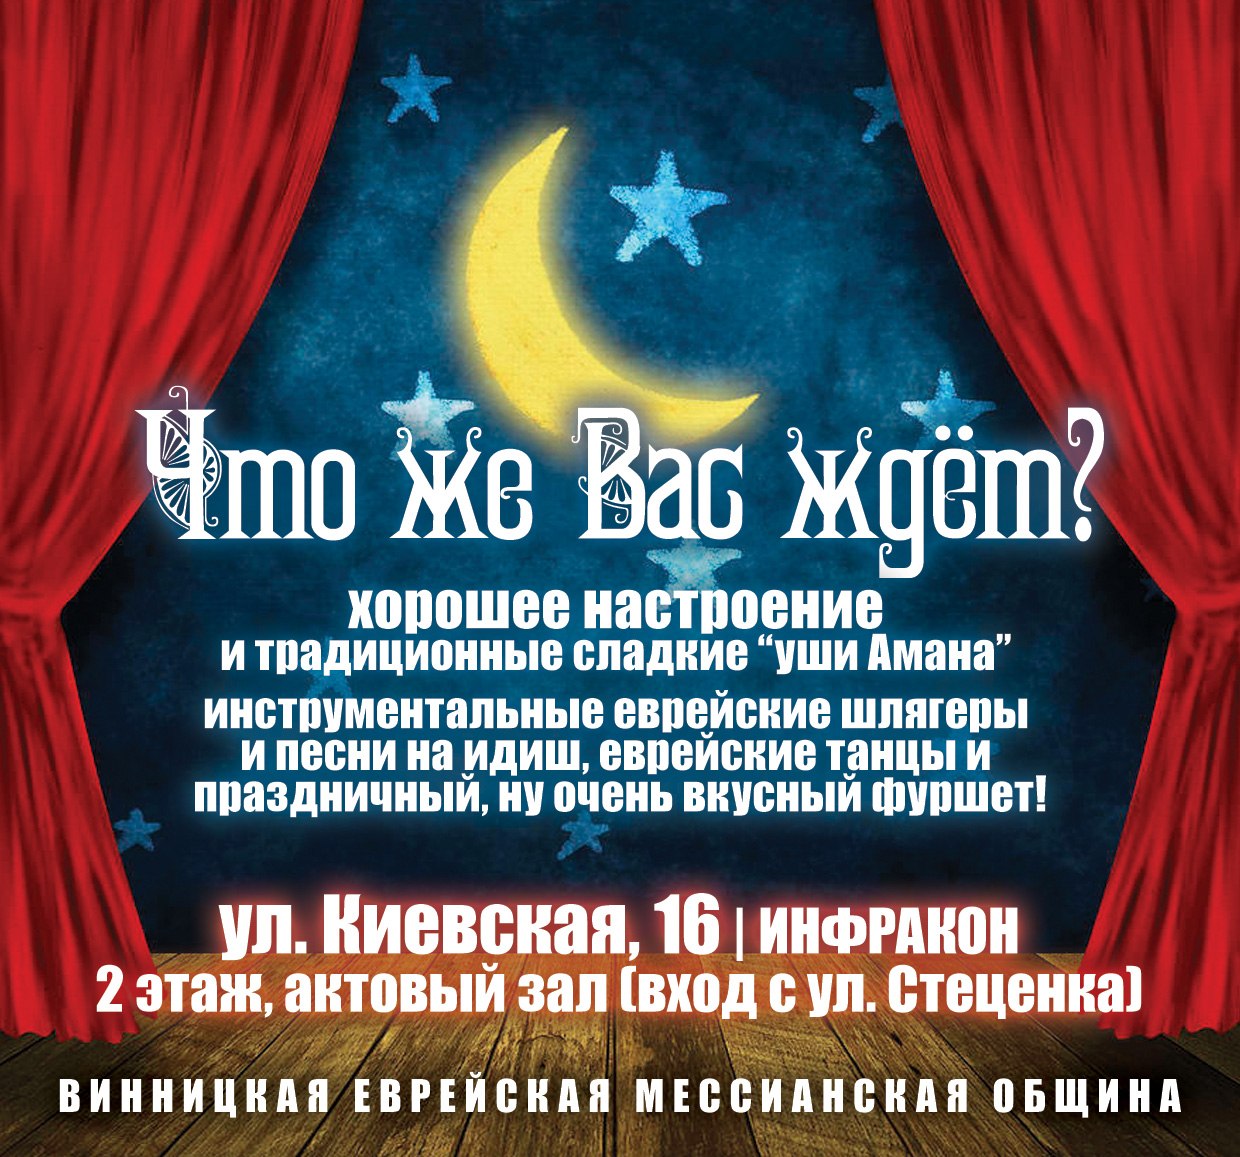 Что же Вас ждёт?
хорошее настроение
и традиционные сладкие “уши Амана”
инструментальные еврейские шлягеры
и песни на идиш, еврейские танцы и
праздничный, ну очень вкусный фуршет!
ул. Киевская, 16 | ИНФРАКОН
2 этаж, актовый зал (вход с ул. Стеценка)
ВИННИЦКАЯ ЕВРЕЙСКАЯ МЕССИАНСКАЯ ОБЩИНА